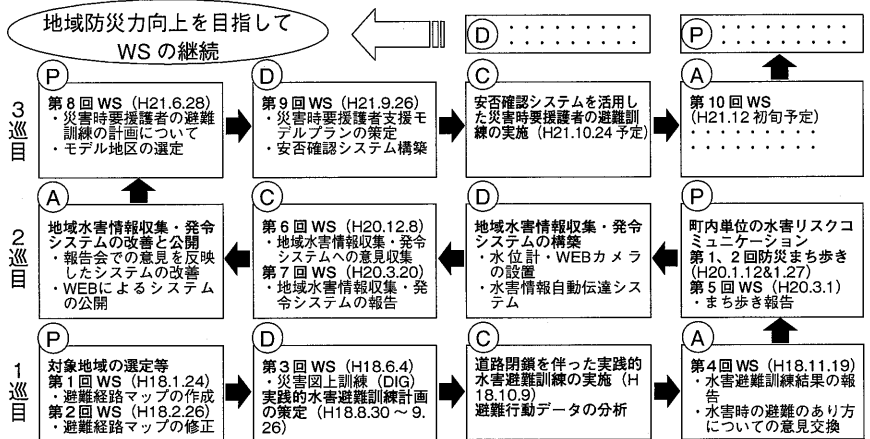 地域防災力向上を目指して
WSの継続
D
・・・・・・・・・
・・・・・・・・・
P
・・・・・・・・・
・・・・・・・・・
3巡目
P
第8回WS(H21.6.28)
・災害時要援護者の避難
訓練の計画について
・モデル地区の選定
D
第9回WS(H21.9.26)
・災害時要援護者支援モ
デルプランの策定
・安否確認システム構築
C
安否確認システムを活用し
た災害時要援護者の避難訓
練の実施(H21.10.24予定)
A
第10回WS
(H21.12初旬予定)
・・・・・・・・・
・・・・・・・・・
2巡目
A
地域水害情報収集・発令
システムの改善と公開
・報告会での意見を反映
したシステムの改善
・WEBによるシステム
の公開
C
第6回WS(H20.12.8)
・地域水害情報収集・発令
システムへの意見収集
第7回WS(H20.3.20)
・地域水害情報収集・発
令システムの報告
D
地域水害情報収集・発令
システムの構築
・水位計・WEBカメラ
の設置
・水害情報自動伝達シス
テム
P
町内単位の水害リスクコ
ミュニケーション
第1、2回防災まち歩き
(H20.1.12&1.27)
第5回WS(H20.3.1)
・まち歩き報告
1巡目
P
対象地域の選定等
第1回WS(H18.1.24)
・避難経路マップの作成
第2回WS(H18.2.26)
・避難経路マップの修正
D
第3回WS(H18.6.4)
・災害図上訓練(DIG)
実践的水害避難訓練計画
の策定(H18.8.30~9.
26)
C
道路閉鎖を伴った実践的
水害避難訓練の実施(H
18.10.9)
避難行動データの分析
A
第4回WS(H18.11.19)
・水害避難訓練結果の報
告
・水害時の避難のあり方
についての意見交換